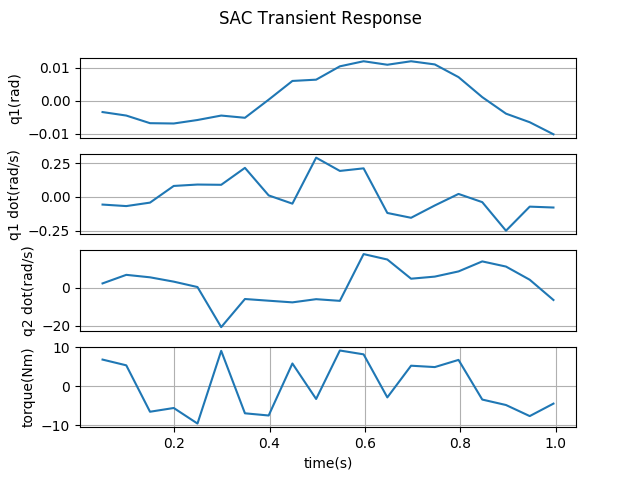 SAC Transient Response
q1(rad)
0.01
0.00
−0.01
q1 dot(rad/s)
0.25
0.00
−0.25
q2 dot(rad/s)
0
−20
torque(Nm)
10
0
−10
0.2 0.4 0.6 0.8 1.0
time(s)